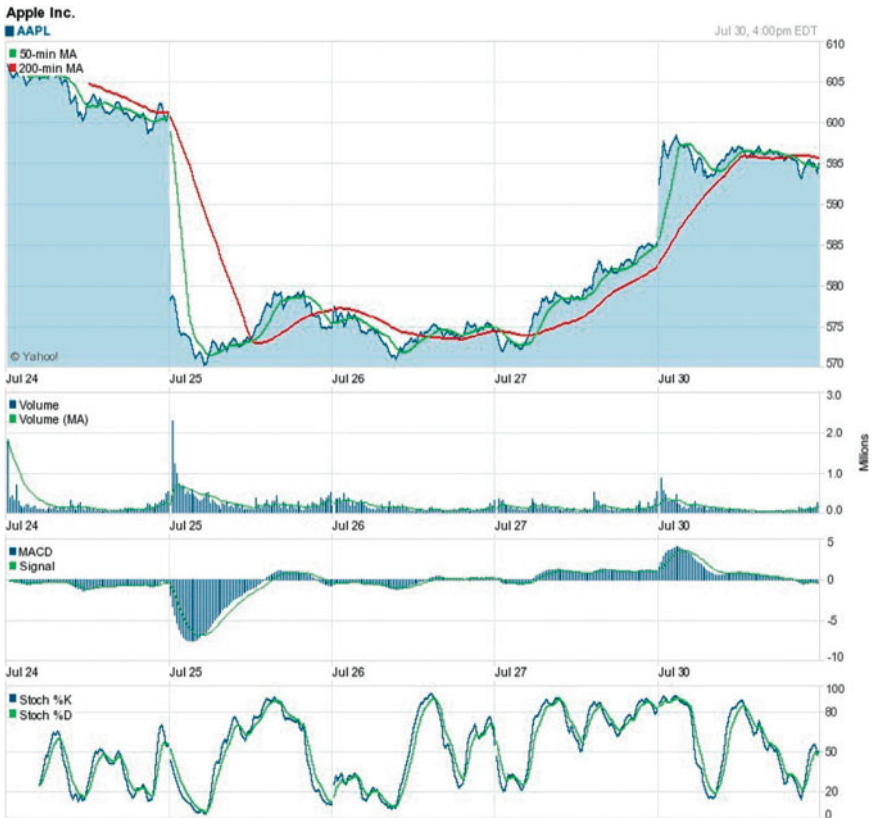 Apple Inc.
AAPL Jul 30, 4:00pm EDT
50-min MA
200-min MA
610
605
600
595
590
585
580
575
570
© Yahoo!
Jul 24 Jul 25 Jul 26 Jul 27 Jul 30
Volume
Volume (MA)
3.0
2.0
1.0
0.0
Millions
Jul 24 Jul 25 Jul 26 Jul 27 Jul 30
MACD
Signal
5
0
-5
-10
Jul 24 Jul 25 Jul 26 Jul 27 Jul 30
Stoch %K
Stoch %D
100
80
50
20
0